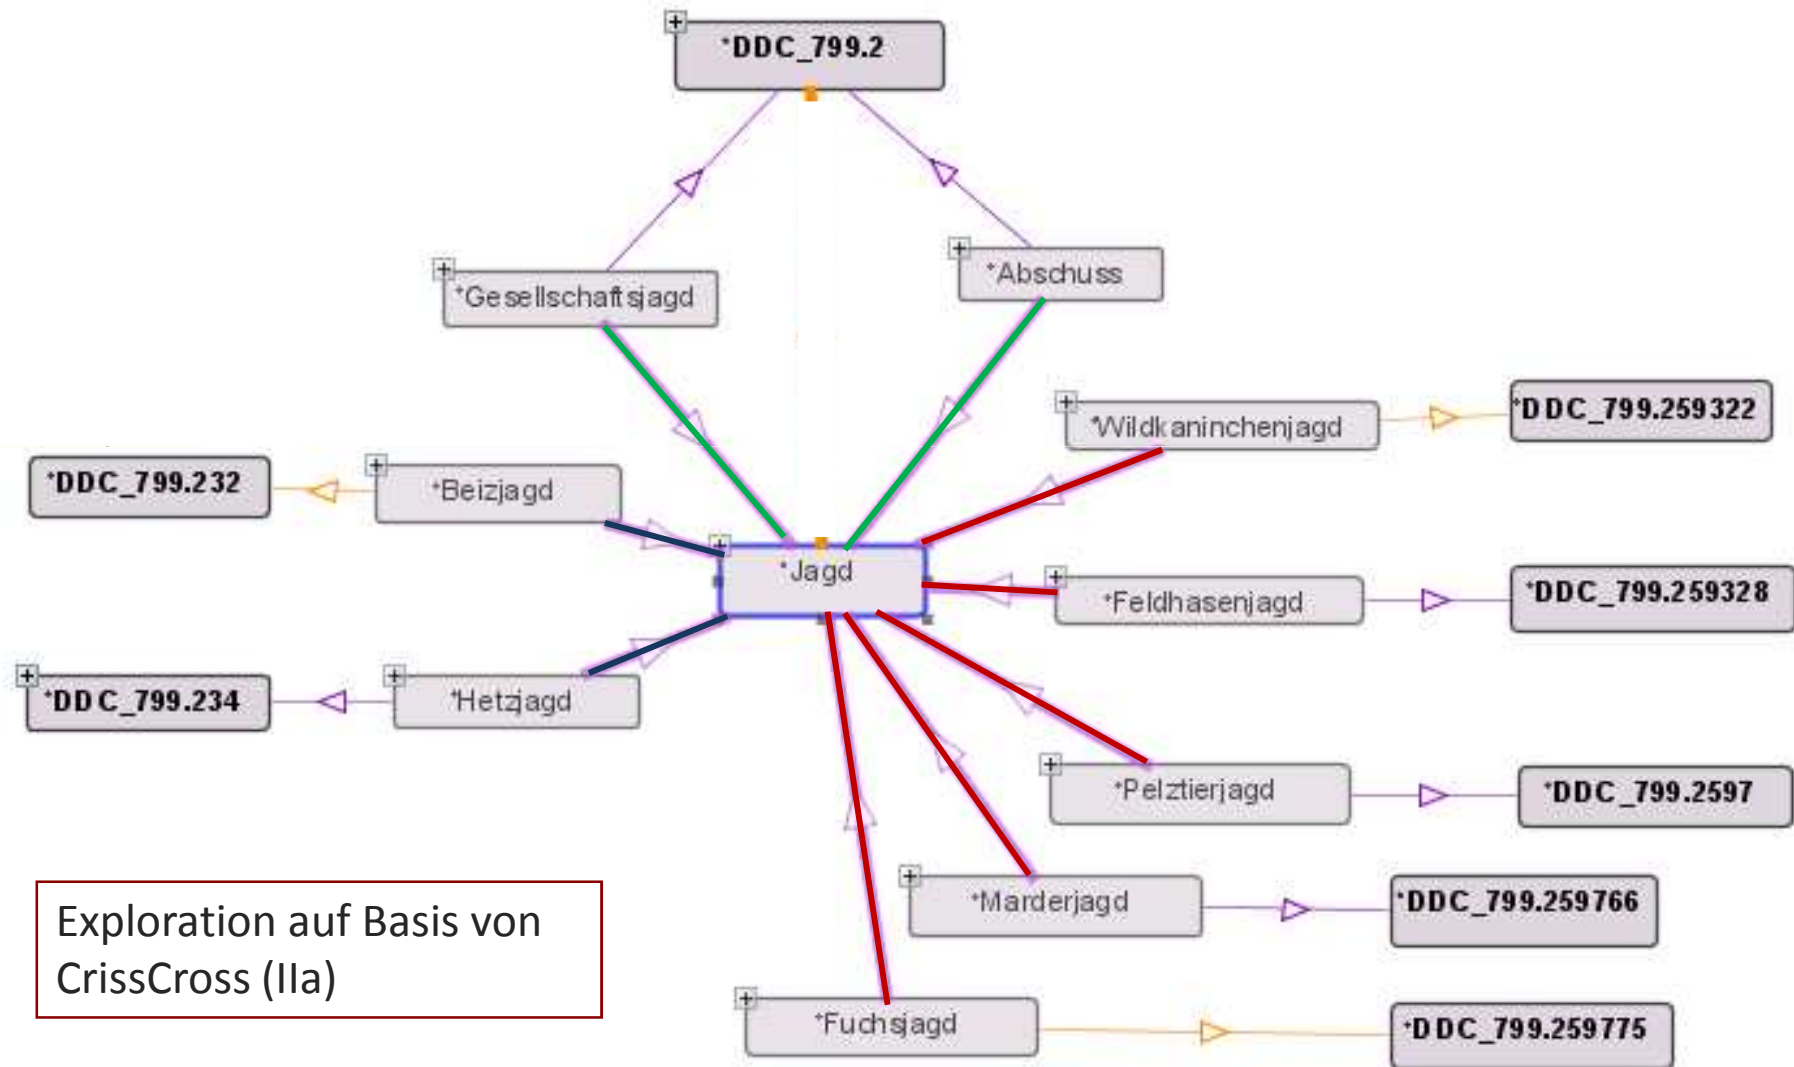 *DDC_799.2
*Gesellschaftsjagd
*Abschuss
*Wildkaninchenjagd
*DDC_799.259322
*DDC_799.232
*Beizjagd
*Jagd
*Feldhasenjagd
*DDC_799.259328
*DDC_799.234
*Hetzjagd
*Pelztierjagd
*DDC_799.2597
*Marderjagd
*DDC_799.259766
Exploration auf Basis von
CrissCross (IIa)
*Fuchsjagd
*DDC_799.259775